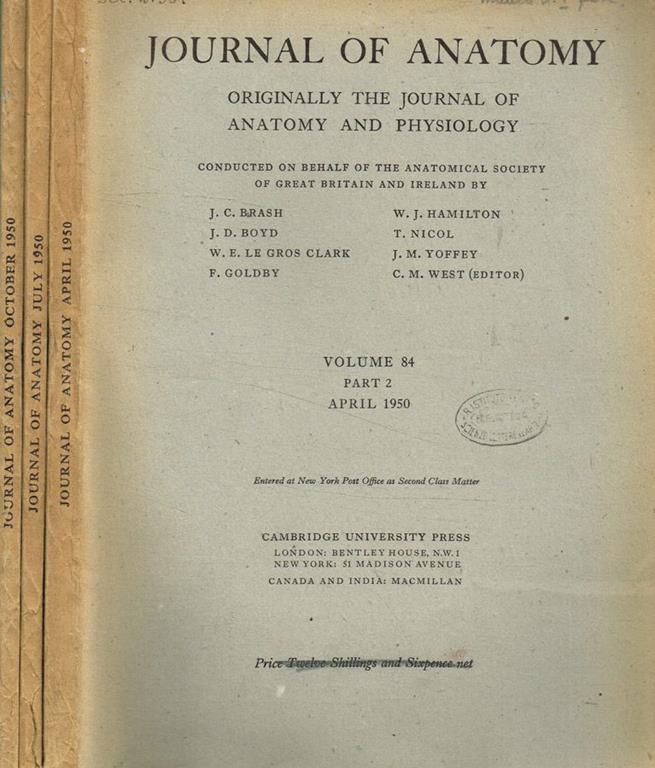 JOURNAL OF ANATOMY OCTOBER 1950
JOURNAL OF ANATOMY JULY 1950
JOURNAL OF ANATOMY APRIL 1950
JOURNAL OF ANATOMY
ORIGINALLY THE JOURNAL OF
ANATOMY AND PHYSIOLOGY
CONDUCTED ON BEHALF OF THE ANATOMICAL SOCIETY
OF GREAT BRITAIN AND IRELAND BY
J. C. BRASH
J. D. BOYD
W. E. LE GROS CLARK
F. GOLDBY
W. J. HAMILTON
T. NICOL
J. M. YOFFEY
C. M. WEST (EDITOR)
VOLUME 84
PART 2
APRIL 1950
Entered at New York Post Office as Second Class Matter
CAMBRIDGE UNIVERSITY PRESS
LONDON: BENTLEY HOUSE, N.W. 1
NEW YORK: 51 MADISON AVENUE
CANADA AND INDIA: MACMILLAN
Price Twelve Shillings and Sixpence net